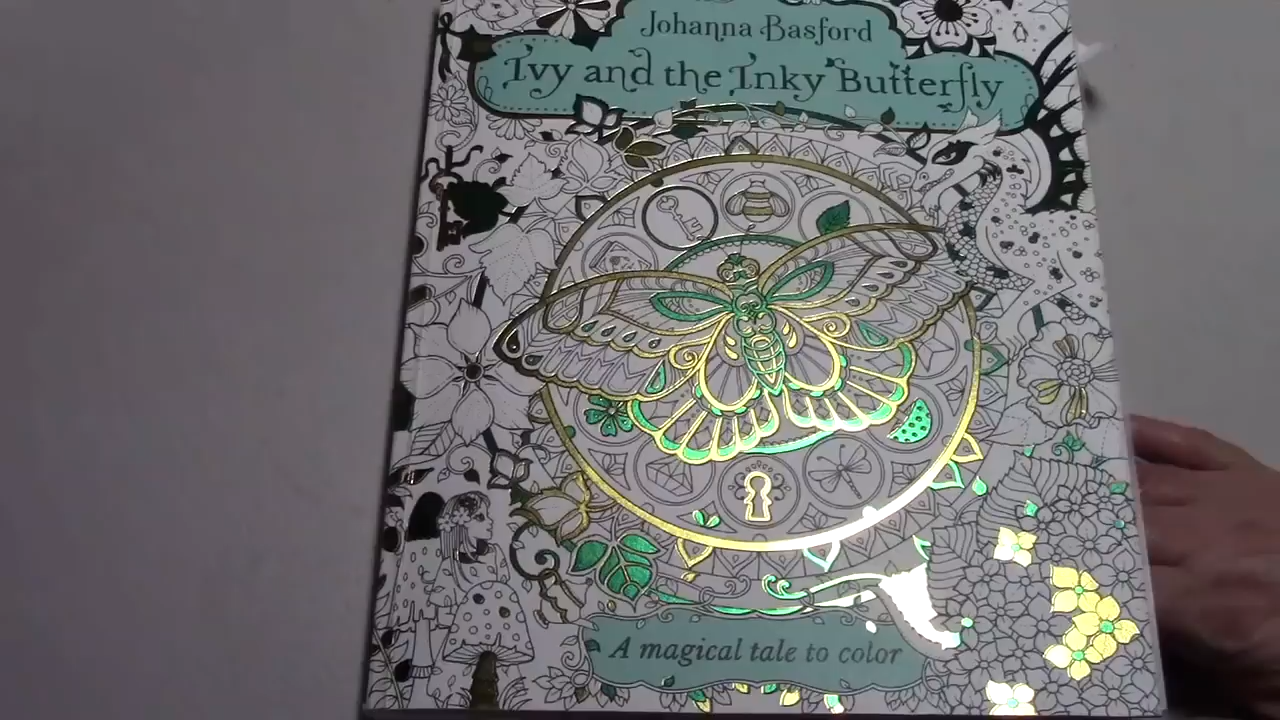 Johanna Basford
Ivy and the Inky Butterfly
A magical tale to color